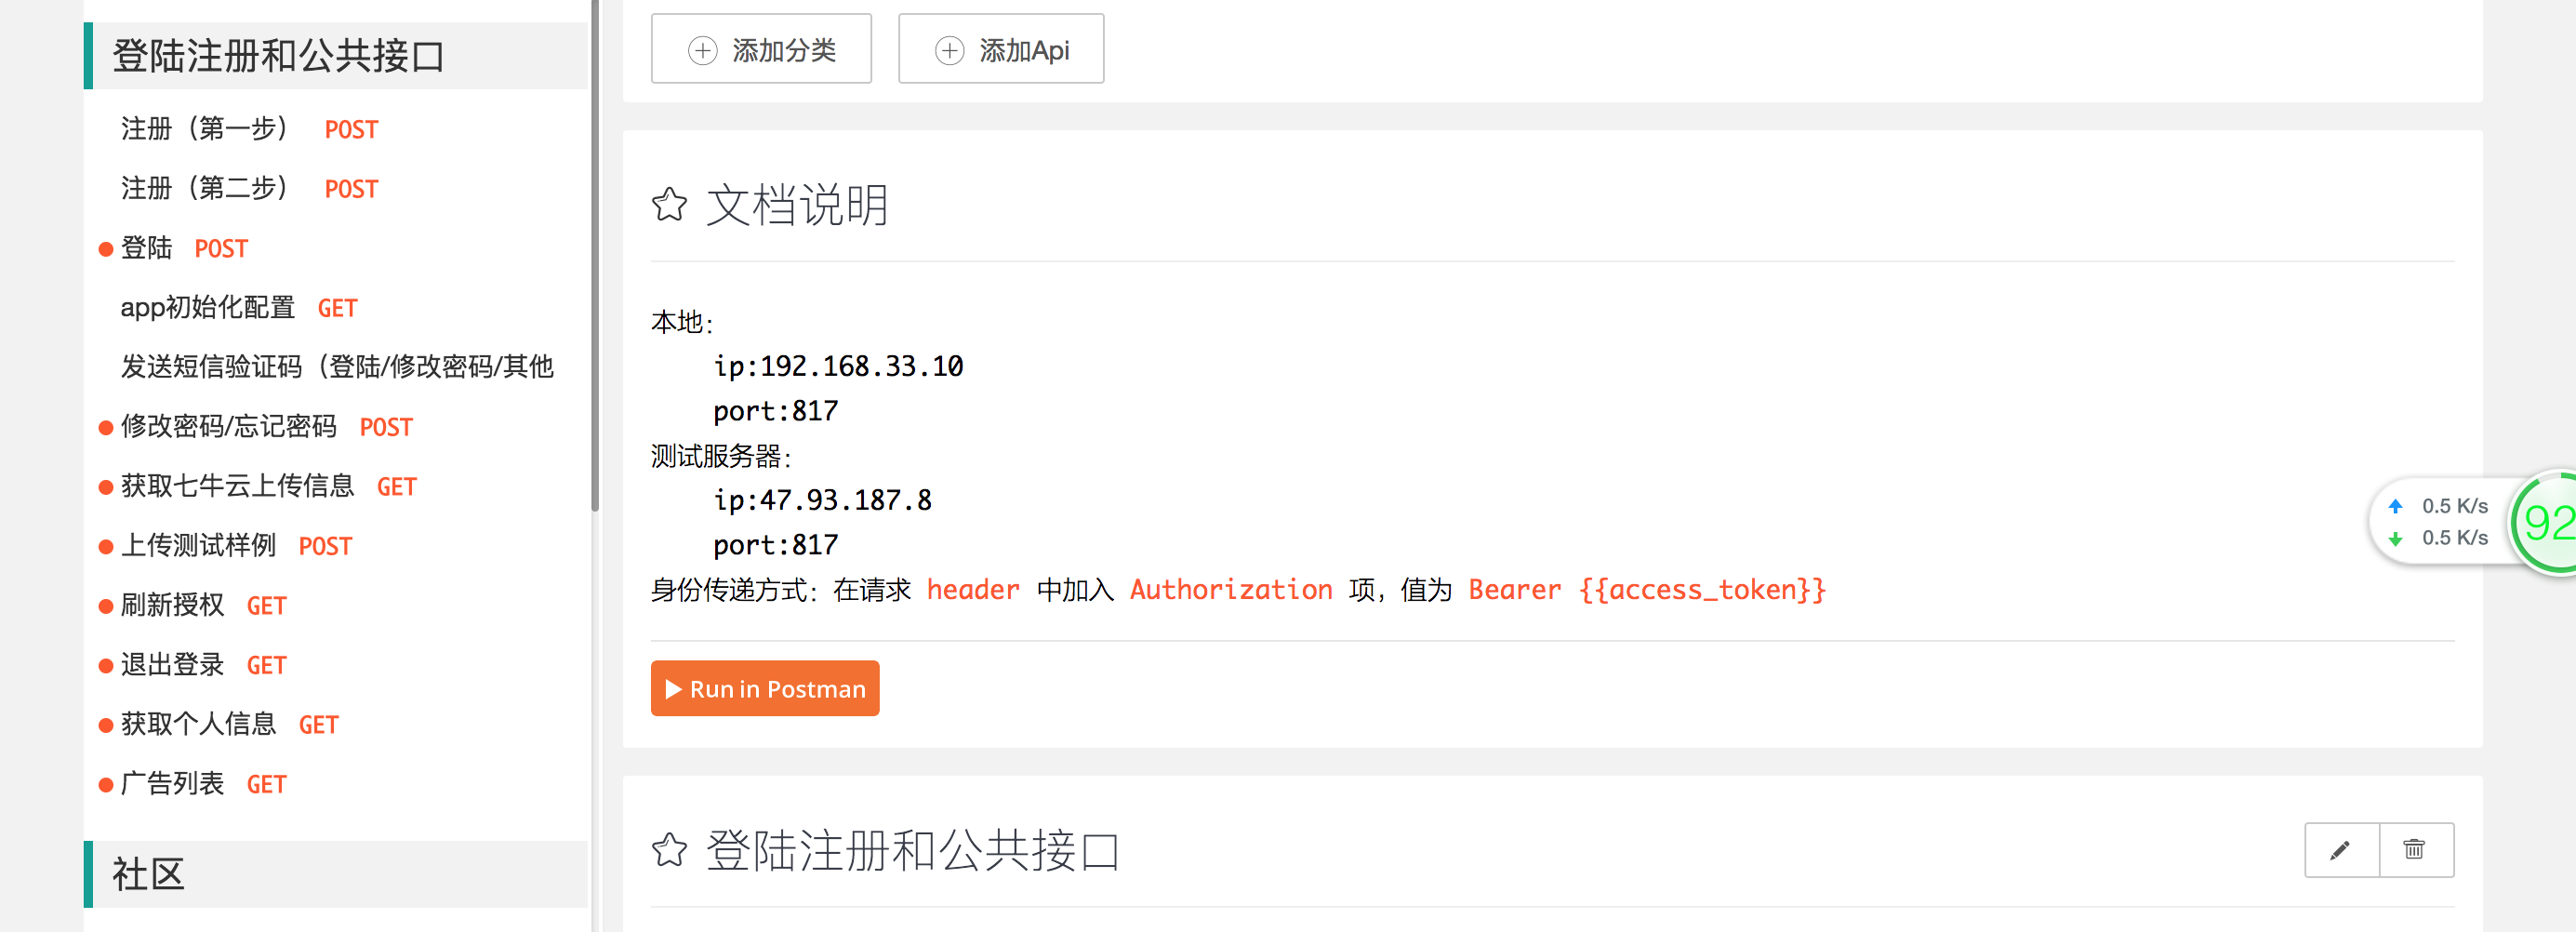 登陆注册和公共接口
注册（第一步） POST
注册（第二步） POST
登陆 POST
app初始化配置 GET
发送短信验证码（登陆/修改密码/其他
修改密码/忘记密码 POST
获取七牛云上传信息 GET
上传测试样例 POST
刷新授权 GET
退出登录 GET
获取个人信息 GET
广告列表 GET
社区
添加分类
添加Api
文档说明
本地：
ip:192.168.33.10
port:817
测试服务器：
ip:47.93.187.8
port:817
身份传递方式：在请求 header 中加入 Authorization 项，值为 Bearer {{access_token}}
Run in Postman
登陆注册和公共接口
0.5 K/s
0.5 K/s
92